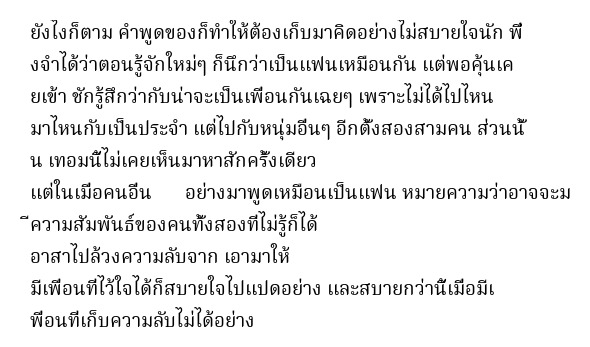 ยังไงก็ตาม คำพูดของก็ทำให้ต้องเก็บมาคิดอย่างไม่สบายใจนัก พึ่
งจำได้ว่าตอนรู้จักใหม่ๆ ก็นึกว่าเป็นแฟนเหมือนกัน แต่พอคุ้นเค
ยเข้า ชักรู้สึกว่ากับน่าจะเป็นเพื่อนกันเฉยๆ เพราะไม่ได้ไปไหน
มาไหนกับเป็นประจำ แต่ไปกับหนุ่มอื่นๆ อีกตั้งสองสามคน ส่วนนั้
น เทอมนี้ไม่เคยเห็นมาหาสักครั้งเดียว
แต่ในเมื่อคนอื่น อย่างมาพูดเหมือนเป็นแฟน หมายความว่าอาจจะม
ีความสัมพันธ์ของคนทั้งสองที่ไม่รู้ก็ได้
อาสาไปล้วงความลับจาก เอามาให้
มีเพื่อนที่ไว้ใจได้ก็สบายใจไปแปดอย่าง และสบายกว่านี้เมื่อมีเ
พื่อนที่เก็บความลับไม่ได้อย่าง